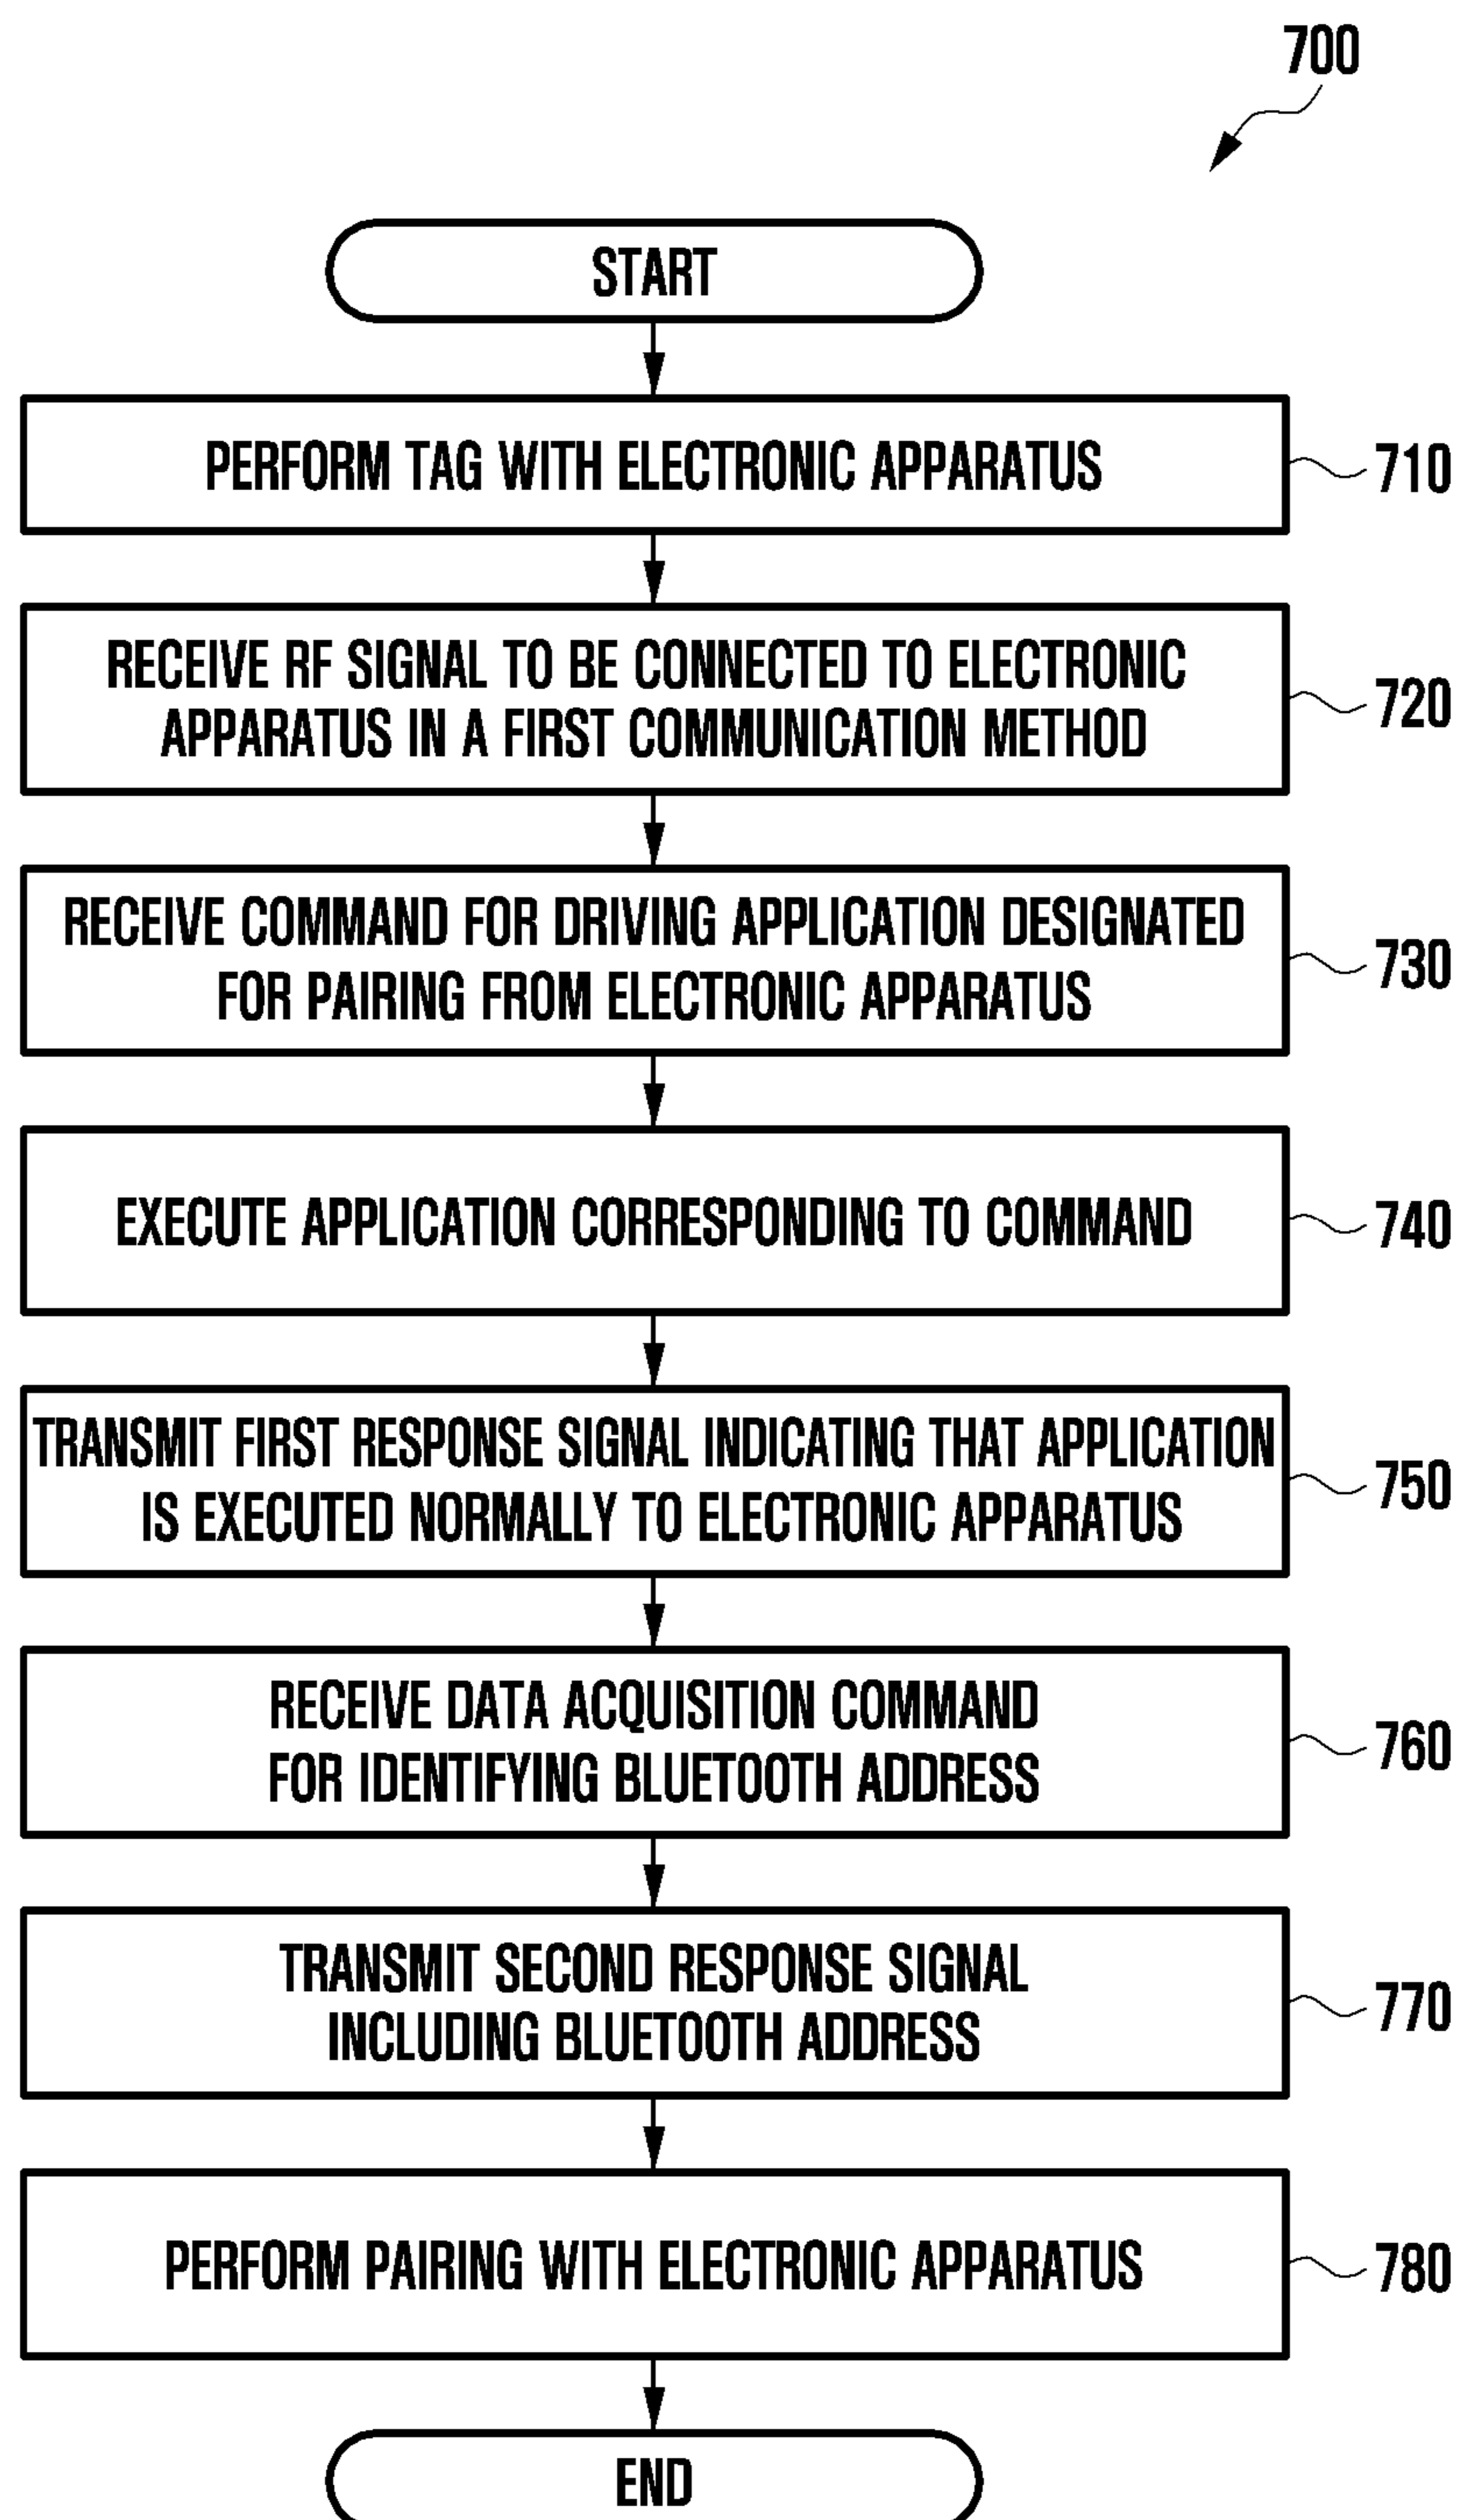 700
START
PERFORM TAG WITH ELECTRONIC APPARATUS
710
RECEIVE RF SIGNAL TO BE CONNECTED TO ELECTRONIC
APPARATUS IN A FIRST COMMUNICATION METHOD
720
RECEIVE COMMAND FOR DRIVING APPLICATION DESIGNATED
FOR PAIRING FROM ELECTRONIC APPARATUS
730
EXECUTE APPLICATION CORRESPONDING TO COMMAND
740
TRANSMIT FIRST RESPONSE SIGNAL INDICATING THAT APPLICATION
IS EXECUTED NORMALLY TO ELECTRONIC APPARATUS
750
RECEIVE DATA ACQUISITION COMMAND
FOR IDENTIFYING BLUETOOTH ADDRESS
760
TRANSMIT SECOND RESPONSE SIGNAL
INCLUDING BLUETOOTH ADDRESS
770
PERFORM PAIRING WITH ELECTRONIC APPARATUS
780
END